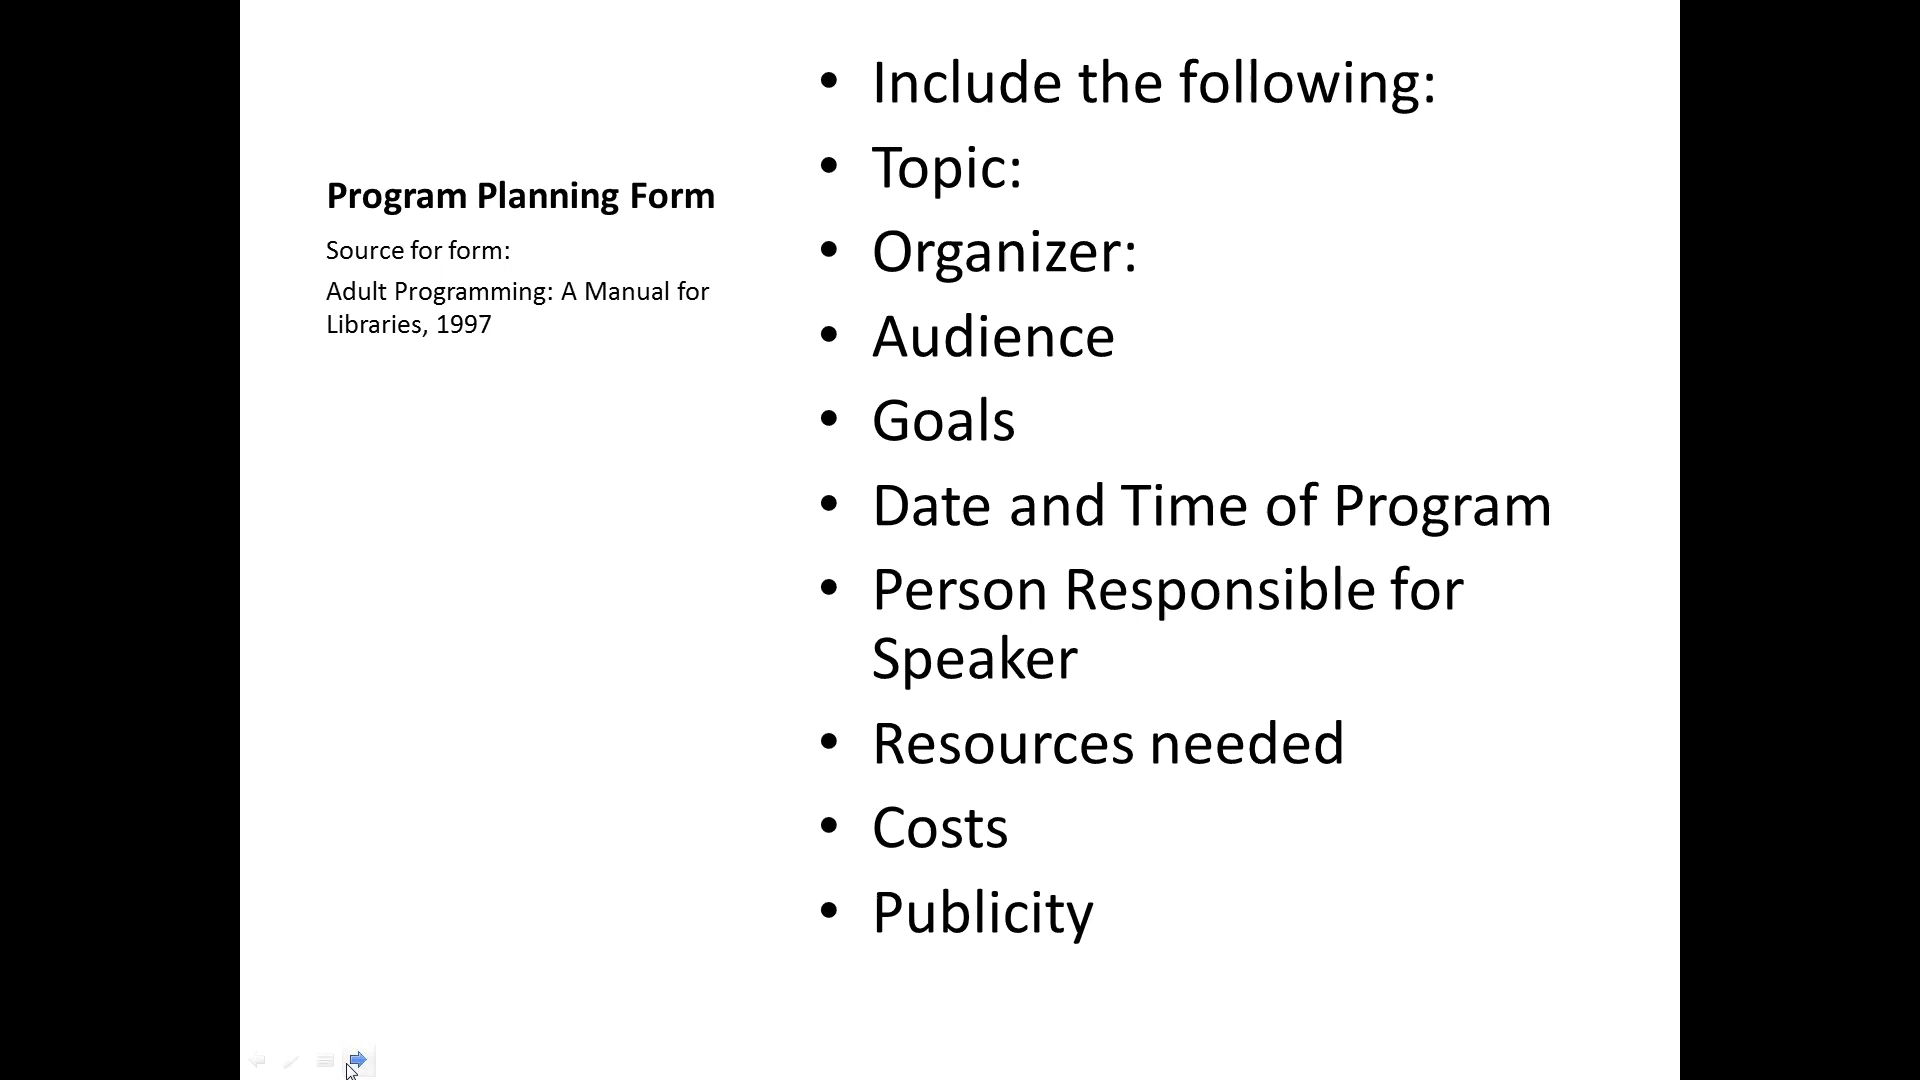 Program Planning Form
Source for form:
Adult Programming: A Manual for
Libraries, 1997
• Include the following:
• Topic:
• Organizer:
• Audience
• Goals
• Date and Time of Program
• Person Responsible for
Speaker
• Resources needed
• Costs
• Publicity